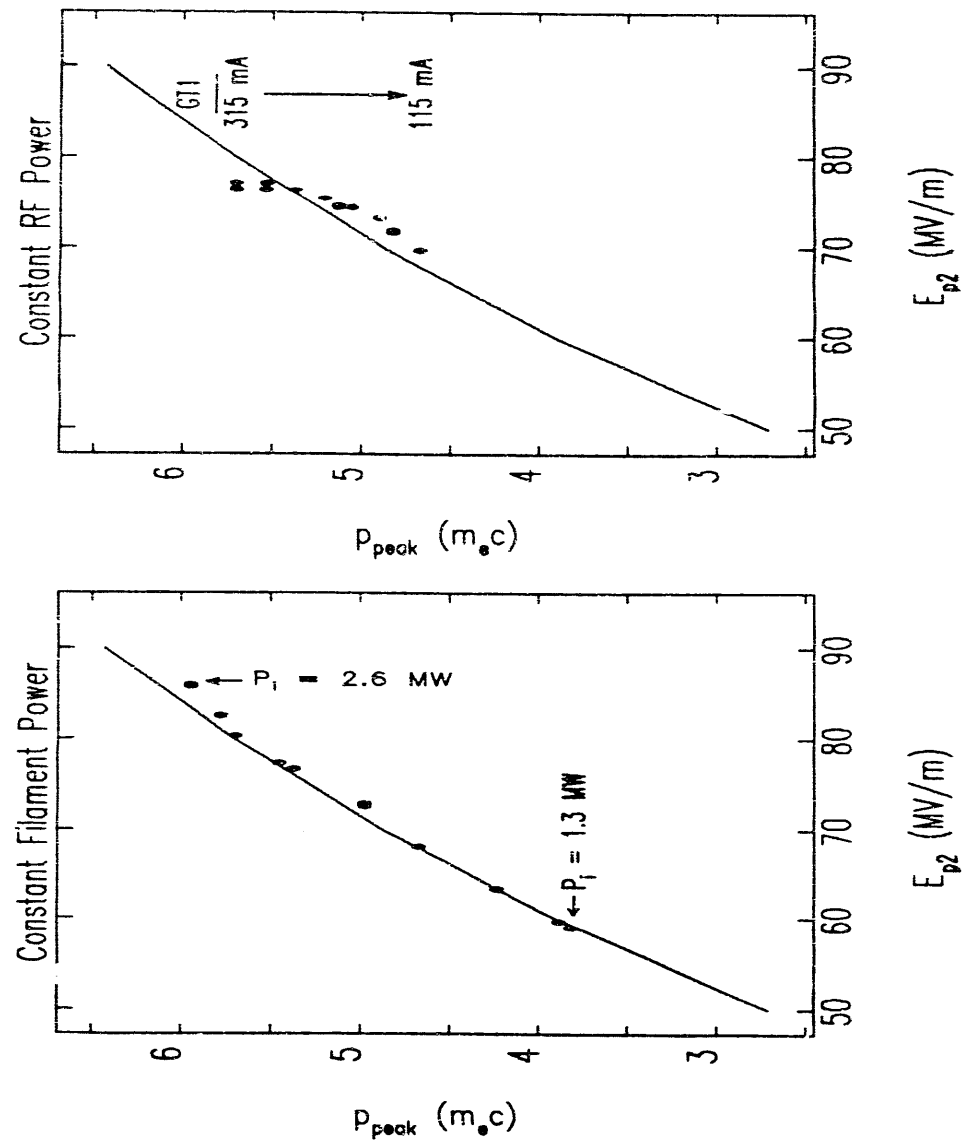 Constant RF Power
GT1
315 mA
115 mA
6
5
4
3
p_peak (m_e c)
50
60
70
80
90
E_p2 (MV/m)
Constant Filament Power
P_i = 2.6 MW
P_i = 1.3 MW
6
5
4
3
p_peak (m_e c)
50
60
70
80
90
E_p2 (MV/m)